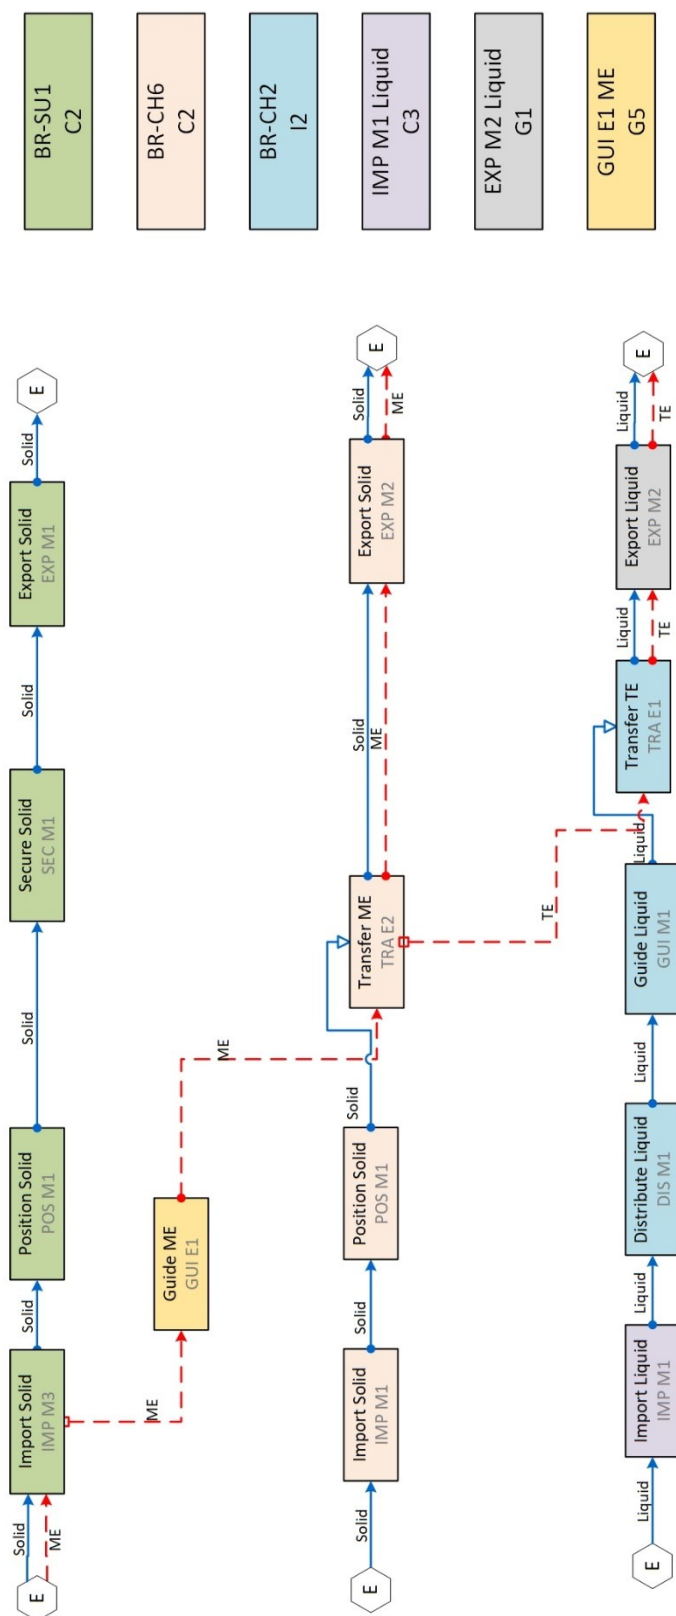 E
Solid
ME
Import Solid
IMP M3
Solid
Position Solid
POS M1
Solid
Secure Solid
SEC M1
Solid
Export Solid
EXP M1
Solid
E
ME
Guide ME
GUI E1
ME
E
Solid
Import Solid
IMP M1
Solid
Position Solid
POS M1
Solid
Transfer ME
TRA E2
Solid
ME
Export Solid
EXP M2
Solid
ME
E
TE
E
Liquid
Import Liquid
IMP M1
Liquid
Distribute Liquid
DIS M1
Liquid
Guide Liquid
GUI M1
Liquid
Transfer TE
TRA E1
Liquid
TE
Export Liquid
EXP M2
Liquid
TE
E
BR-SU1
C2
BR-CH6
C2
BR-CH2
I2
IMP M1 Liquid
C3
EXP M2 Liquid
G1
GUI E1 ME
G5